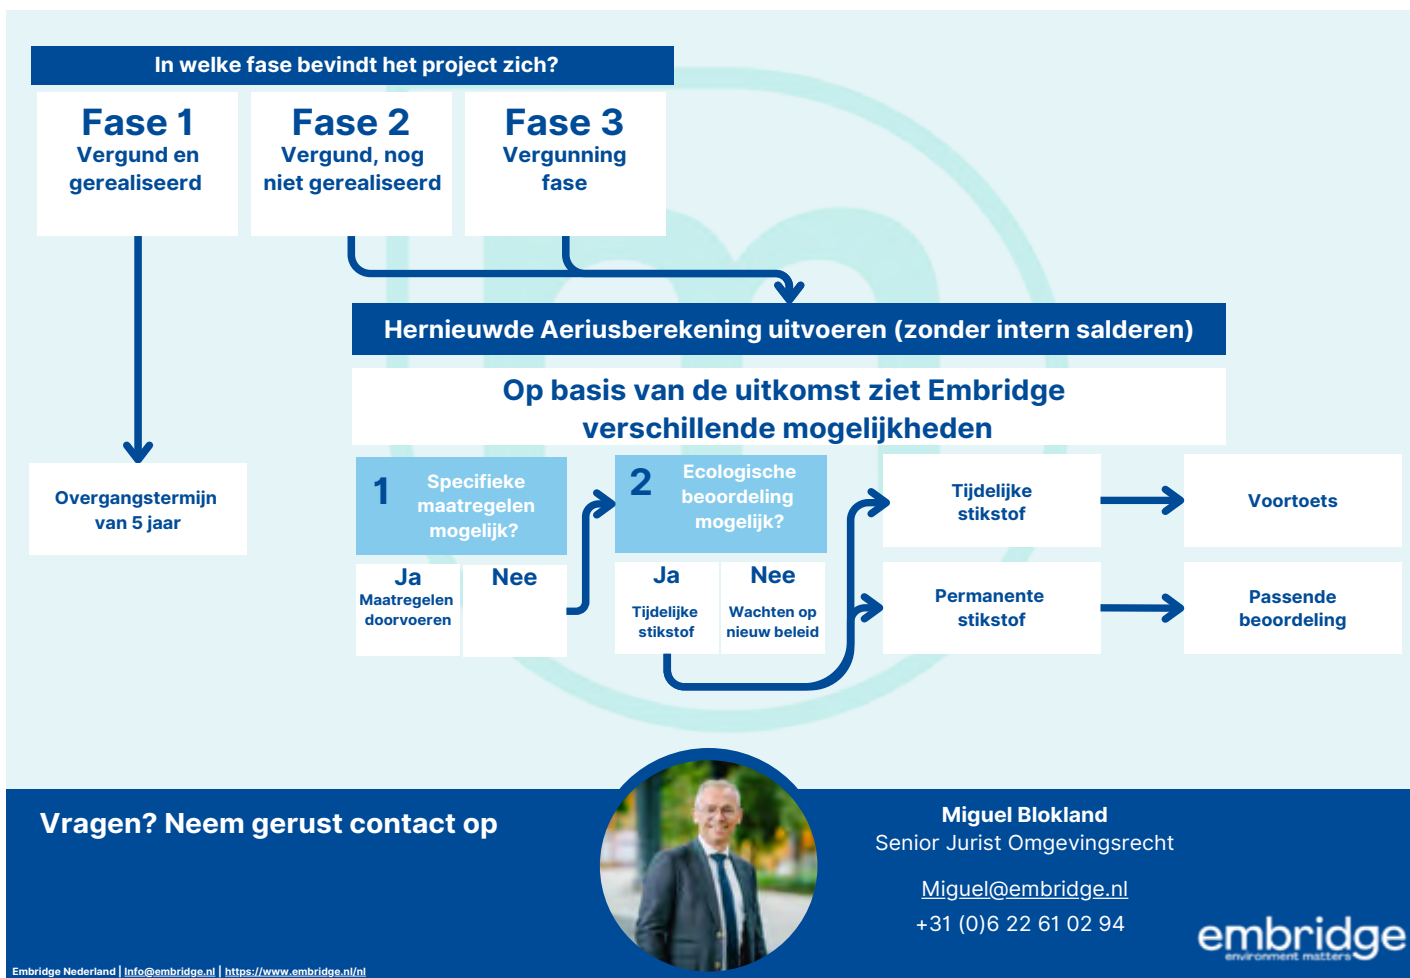 In welke fase bevindt het project zich?
Fase 1
Vergund en
gerealiseerd
Fase 2
Vergund, nog
niet gerealiseerd
Fase 3
Vergunning
fase
Hernieuwde Aeriusberekening uitvoeren (zonder intern salderen)
Op basis van de uitkomst ziet Embridge
verschillende mogelijkheden
Overgangstermijn
van 5 jaar
1
Specifieke
maatregelen
mogelijk?
Ja
Maatregelen
doorvoeren
Nee
2
Ecologische
beoordeling
mogelijk?
Ja
Tijdelijke
stikstof
Nee
Wachten op
nieuw beleid
Tijdelijke
stikstof
Voortoets
Permanente
stikstof
Passende
beoordeling
Vragen? Neem gerust contact op
Miguel Blokland
Senior Jurist Omgevingsrecht
Miguel@embridge.nl
+31 (0)6 22 61 02 94
embridge
environment matters
Embridge Nederland | Info@embridge.nl | https://www.embridge.nl/nl